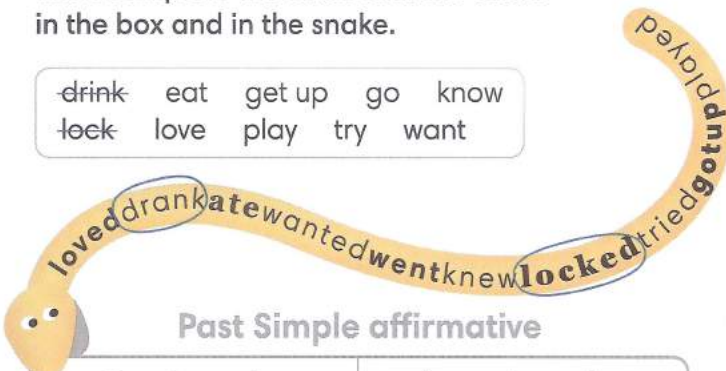 in the box and in the snake.
drink eat get up go know
lock love play try want
loveddrankatewantedwentknewlockedtriedgotupplayed
Past Simple affirmative